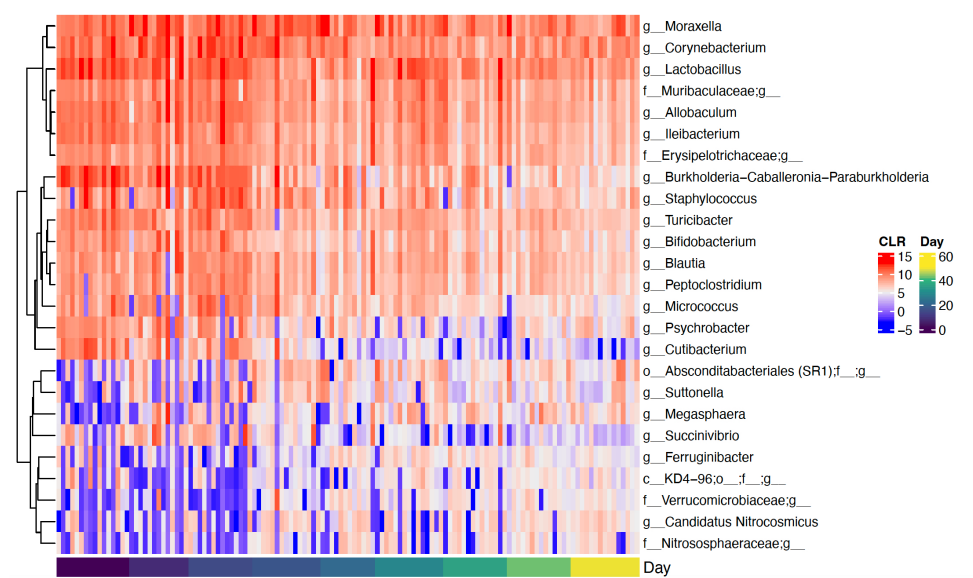 g__Moraxella
g__Corynebacterium
g__Lactobacillus
f__Muribaculaceae;g__
g__Allobaculum
g__Ileibacterium
f__Erysipelotrichaceae;g__
g__Burkholderia−Caballeronia−Paraburkholderia
g__Staphylococcus
g__Turicibacter
g__Bifidobacterium
g__Blautia
g__Peptoclostridium
g__Micrococcus
g__Psychrobacter
g__Cutibacterium
o__Absconditabacteriales (SR1);f__;g__
g__Suttonella
g__Megasphaera
g__Succinivibrio
g__Ferruginibacter
c__KD4−96;o__;f__;g__
f__Verrucomicrobiaceae;g__
g__Candidatus Nitrocosmicus
f__Nitrososphaeraceae;g__
Day
CLR Day
15 60
10 40
5 20
0 0
−5